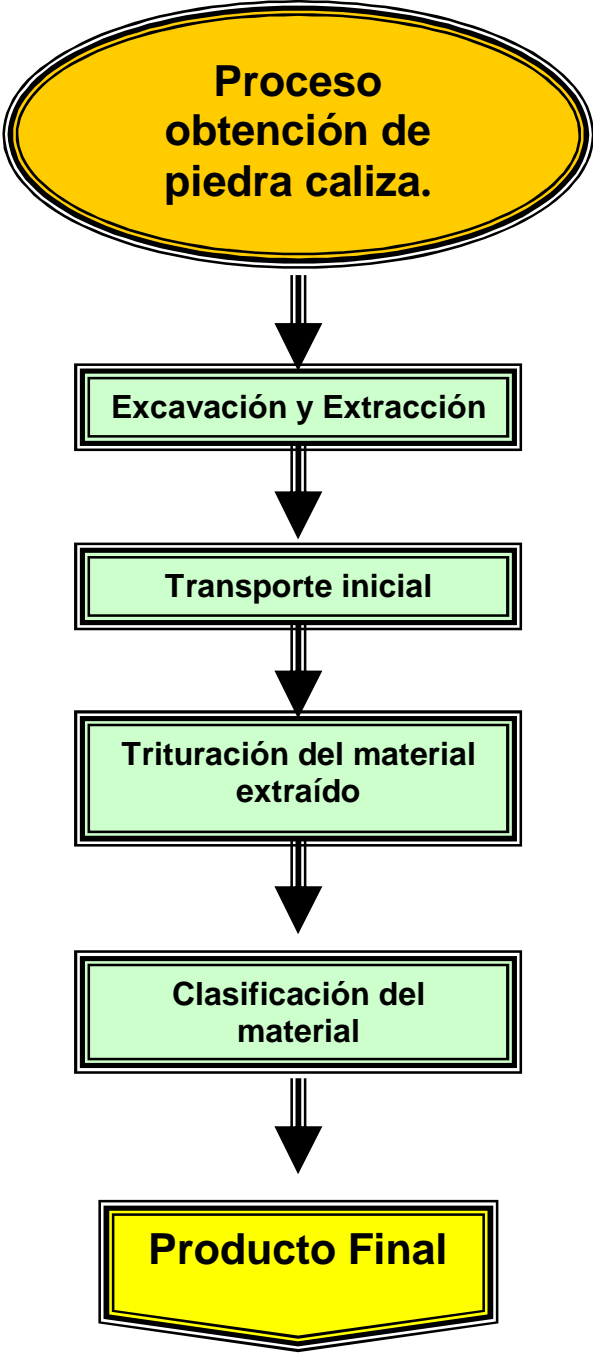 Proceso
obtención de
piedra caliza.
Excavación y Extracción
Transporte inicial
Trituración del material
extraído
Clasificación del
material
Producto Final